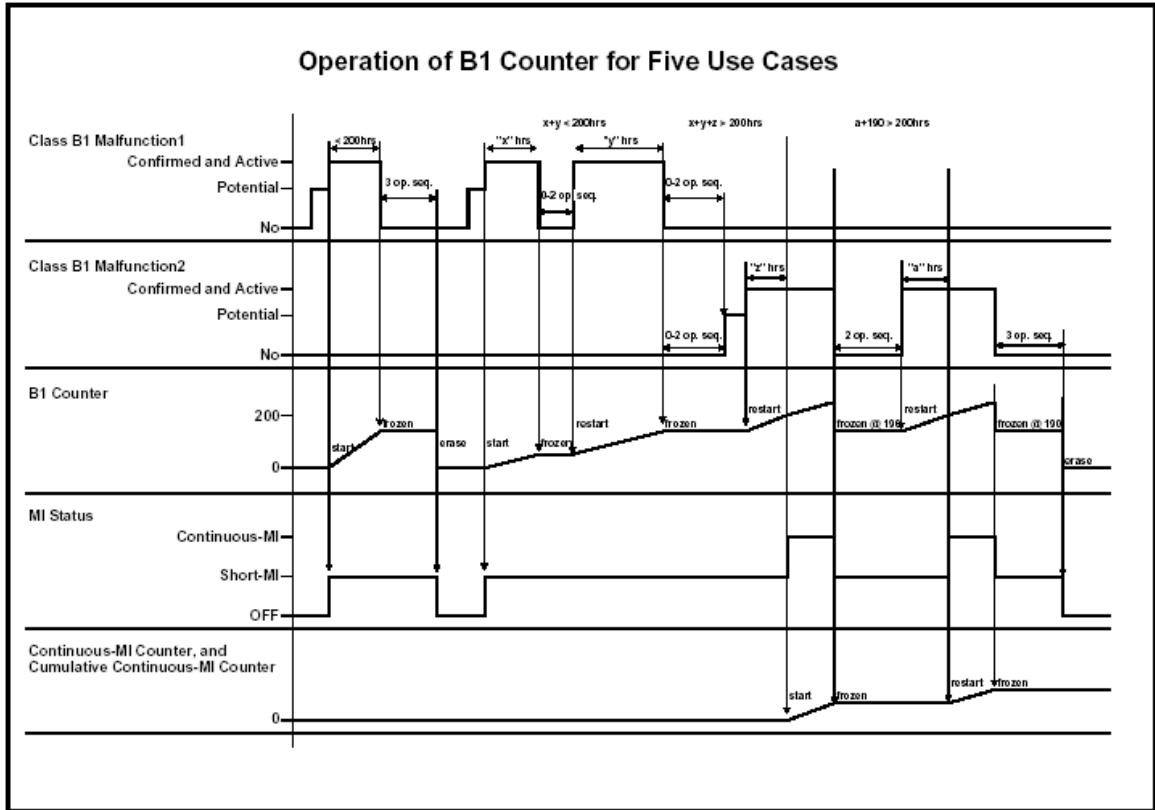 Operation of B1 Counter for Five Use Cases
x+y < 200hrs
x+y+z > 200hrs
a+190 > 200hrs
Class B1 Malfunction1
< 200hrs
"x" hrs
"y" hrs
Confirmed and Active
3 op. seq.
0-2 op. seq.
Potential
0-2 op. seq.
No
Class B1 Malfunction2
"z" hrs
"a" hrs
Confirmed and Active
Potential
0-2 op. seq.
2 op. seq.
3 op. seq.
No
B1 Counter
200
restart
restart
restart
frozen
frozen
frozen @ 190
frozen @ 190
start
erase
start
frozen
erase
0
MI Status
Continuous-MI
Short-MI
OFF
Continuous-MI Counter, and
Cumulative Continuous-MI Counter
start
frozen
restart
frozen
0